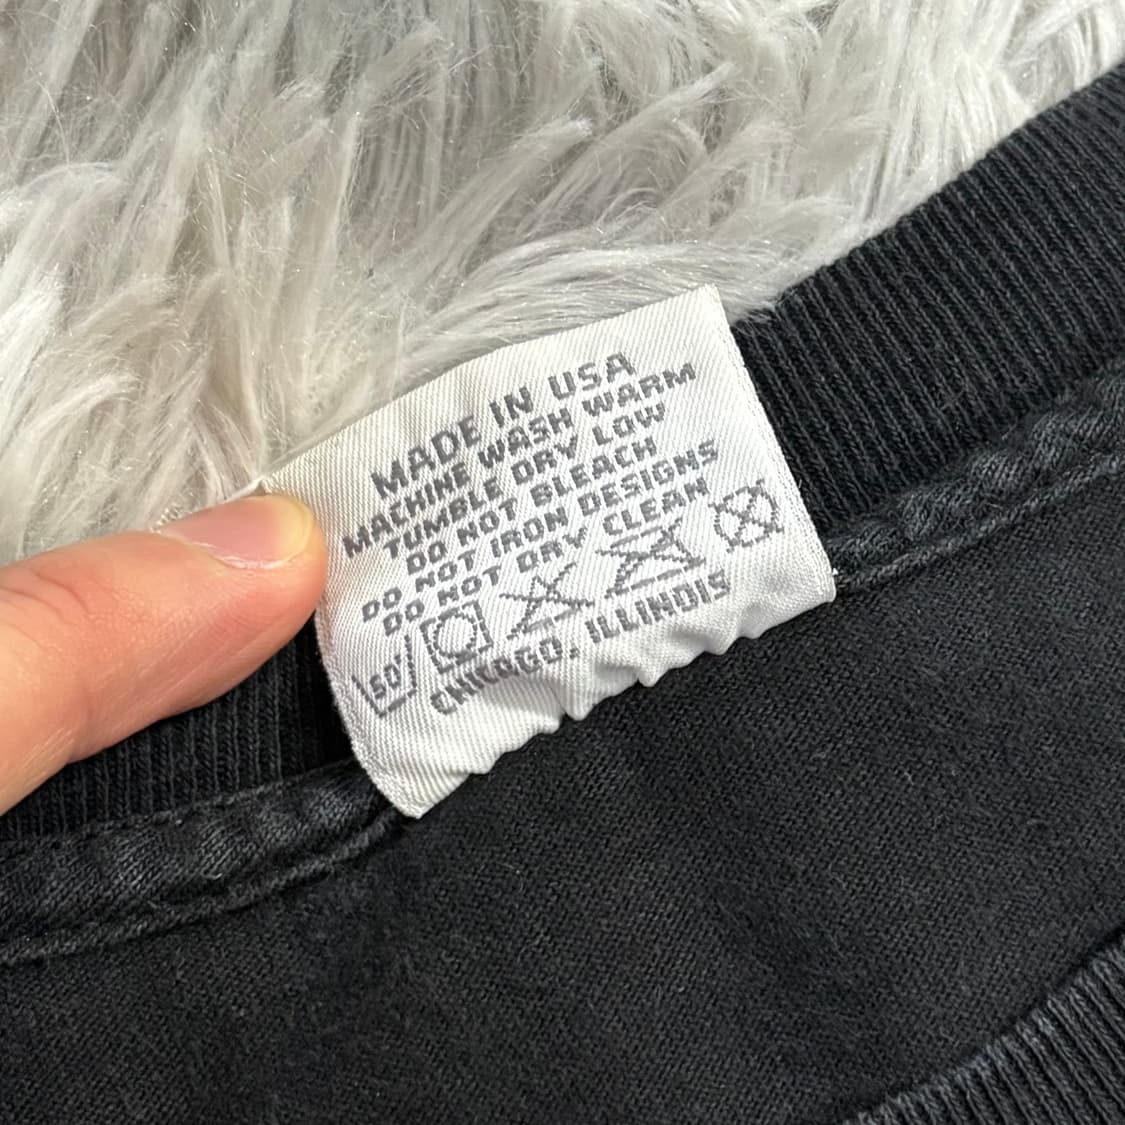 MADE IN USA
MACHINE WASH WARM
TUMBLE DRY LOW
DO NOT BLEACH
DO NOT IRON DESIGNS
DO NOT DRY CLEAN
50°
CHICAGO, ILLINOIS